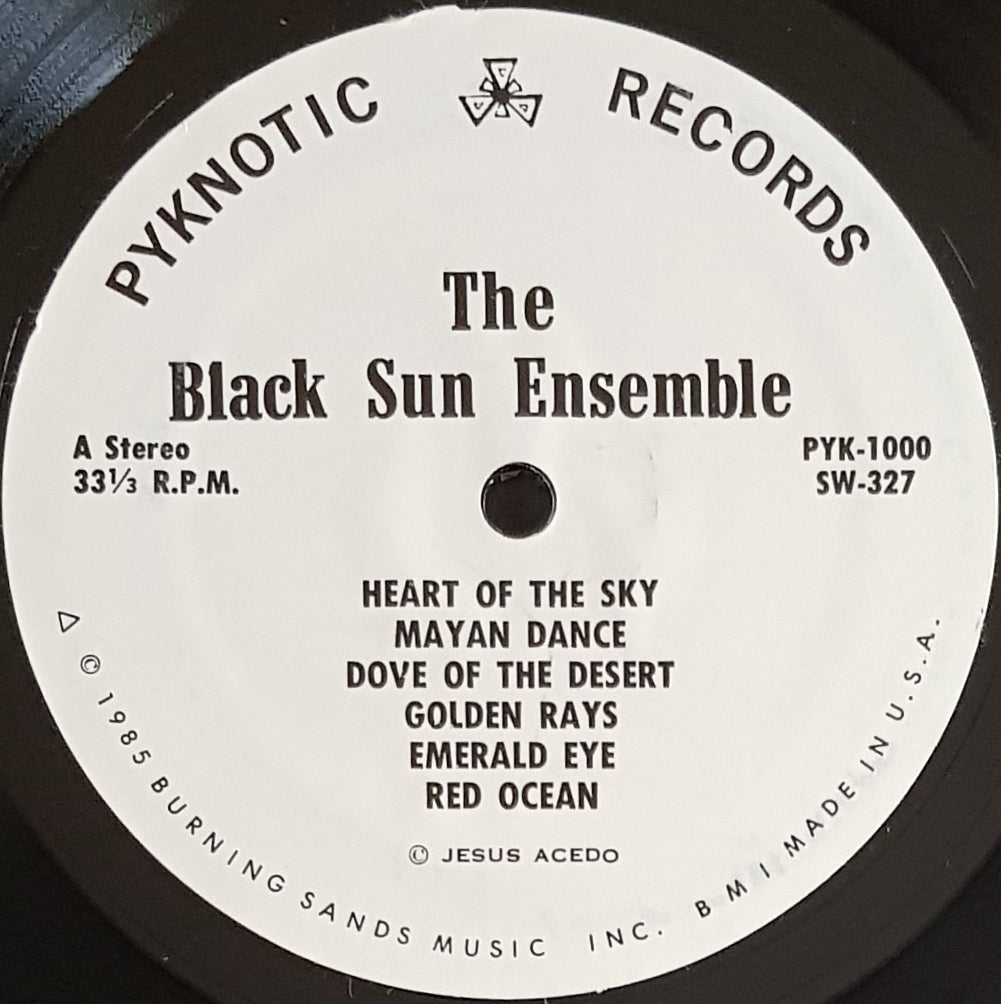 PYKNOTIC RECORDS
The
Black Sun Ensemble
A Stereo
33⅓ R.P.M.
PYK-1000
SW-327
HEART OF THE SKY
MAYAN DANCE
DOVE OF THE DESERT
GOLDEN RAYS
EMERALD EYE
RED OCEAN
© JESUS ACEDO
△ © 1985 BURNING SANDS MUSIC INC. B M I MADE IN U.S.A.